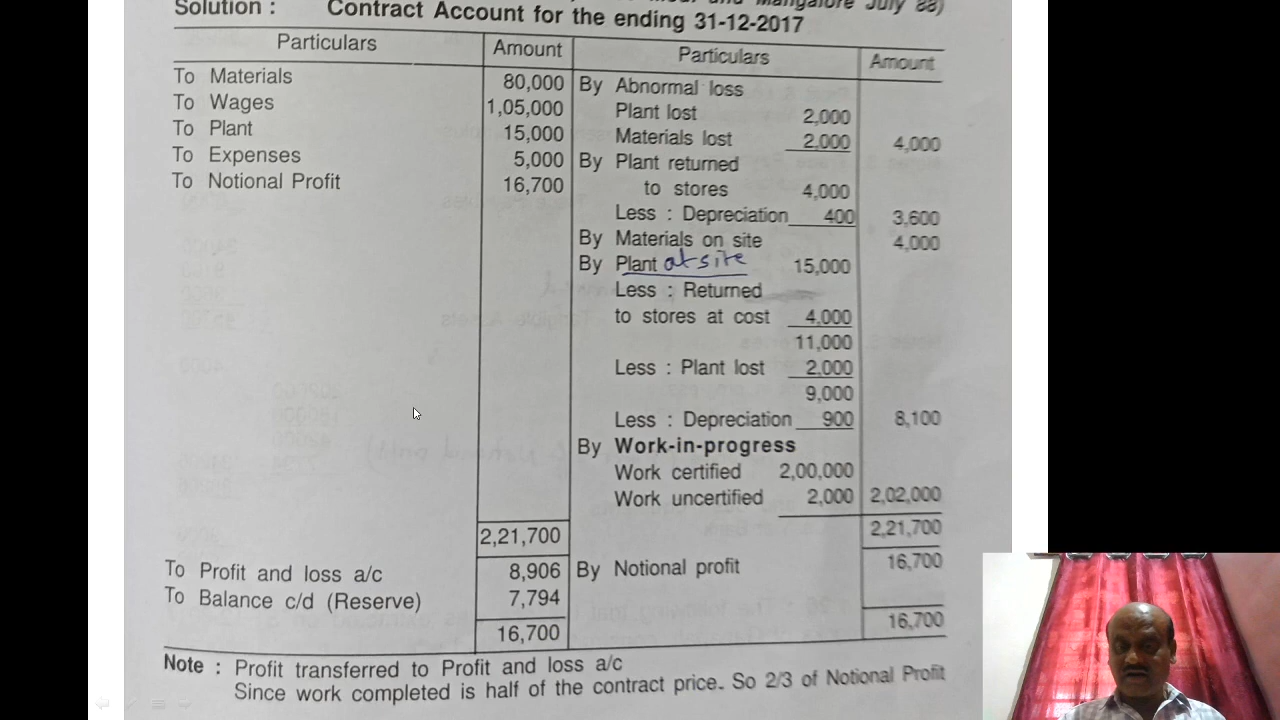 and Mangalore July 88)
Solution : Contract Account for the ending 31-12-2017
Particulars Amount Particulars Amount
To Materials 80,000 By Abnormal loss
To Wages 1,05,000 Plant lost 2,000
To Plant 15,000 Materials lost 2,000 4,000
To Expenses 5,000 By Plant returned
To Notional Profit 16,700 to stores 4,000
Less : Depreciation 400 3,600
By Materials on site 4,000
By Plant at site 15,000
Less : Returned
to stores at cost 4,000
11,000
Less : Plant lost 2,000
9,000
Less : Depreciation 900 8,100
By Work-in-progress
Work certified 2,00,000
Work uncertified 2,000 2,02,000
2,21,700 2,21,700
To Profit and loss a/c 8,906 By Notional profit 16,700
To Balance c/d (Reserve) 7,794
16,700 16,700
Note : Profit transferred to Profit and loss a/c
Since work completed is half of the contract price. So 2/3 of Notional Profit